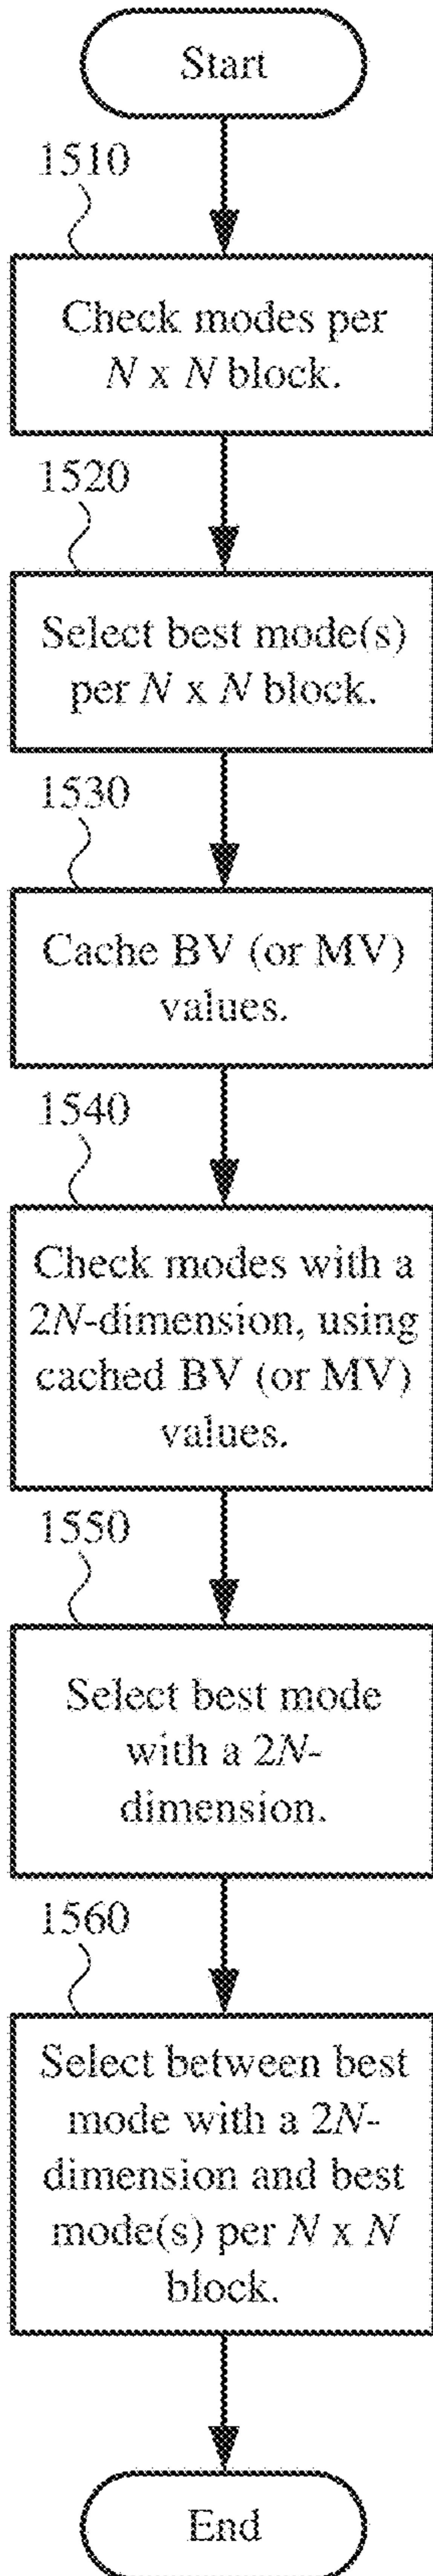 Start
1510
Check modes per
N x N block.
1520
Select best mode(s)
per N x N block.
1530
Cache BV (or MV)
values.
1540
Check modes with a
2N-dimension, using
cached BV (or MV)
values.
1550
Select best mode
with a 2N-
dimension.
1560
Select between best
mode with a 2N-
dimension and best
mode(s) per N x N
block.
End